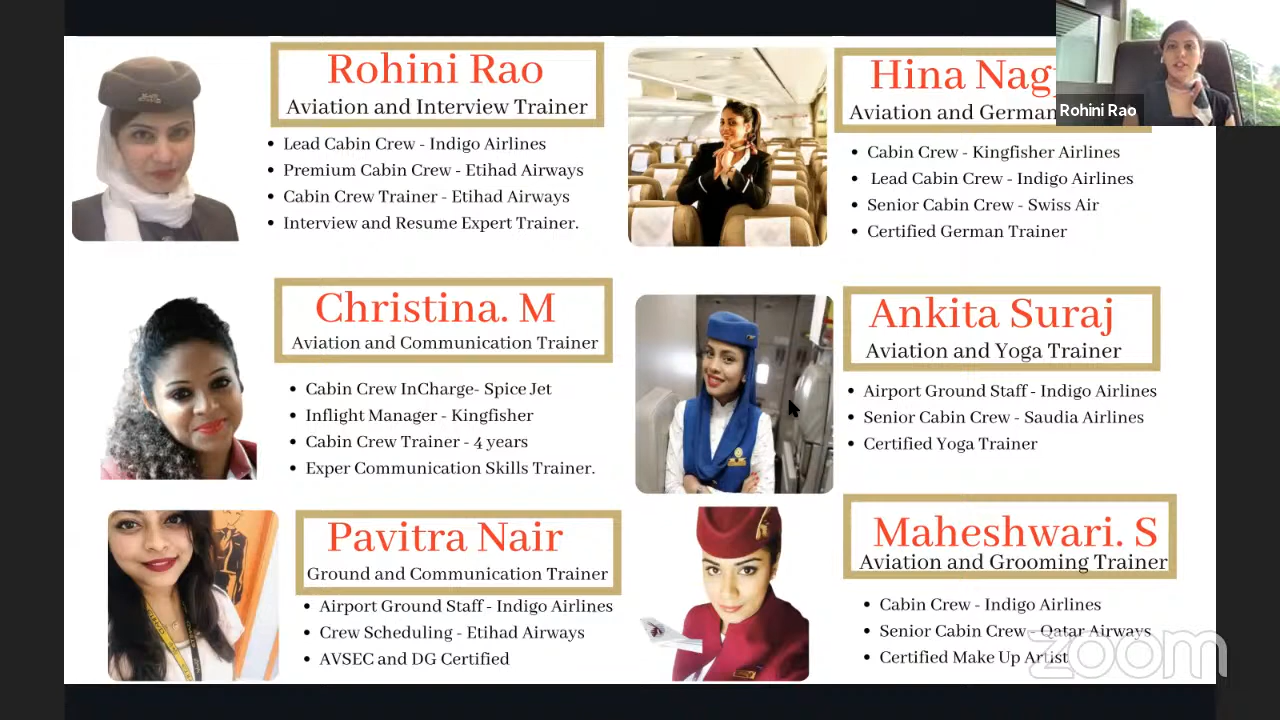 Rohini Rao
Aviation and Interview Trainer
Lead Cabin Crew - Indigo Airlines
Premium Cabin Crew - Etihad Airways
Cabin Crew Trainer - Etihad Airways
Interview and Resume Expert Trainer.
Hina Nag
Aviation and German
Rohini Rao
Cabin Crew - Kingfisher Airlines
Lead Cabin Crew - Indigo Airlines
Senior Cabin Crew - Swiss Air
Certified German Trainer
Christina. M
Aviation and Communication Trainer
Cabin Crew InCharge- Spice Jet
Inflight Manager - Kingfisher
Cabin Crew Trainer - 4 years
Exper Communication Skills Trainer.
Ankita Suraj
Aviation and Yoga Trainer
Airport Ground Staff - Indigo Airlines
Senior Cabin Crew - Saudia Airlines
Certified Yoga Trainer
Pavitra Nair
Ground and Communication Trainer
Airport Ground Staff - Indigo Airlines
Crew Scheduling - Etihad Airways
AVSEC and DG Certified
Maheshwari. S
Aviation and Grooming Trainer
Cabin Crew - Indigo Airlines
Senior Cabin Crew - Qatar Airways
Certified Make Up Artist
zoom